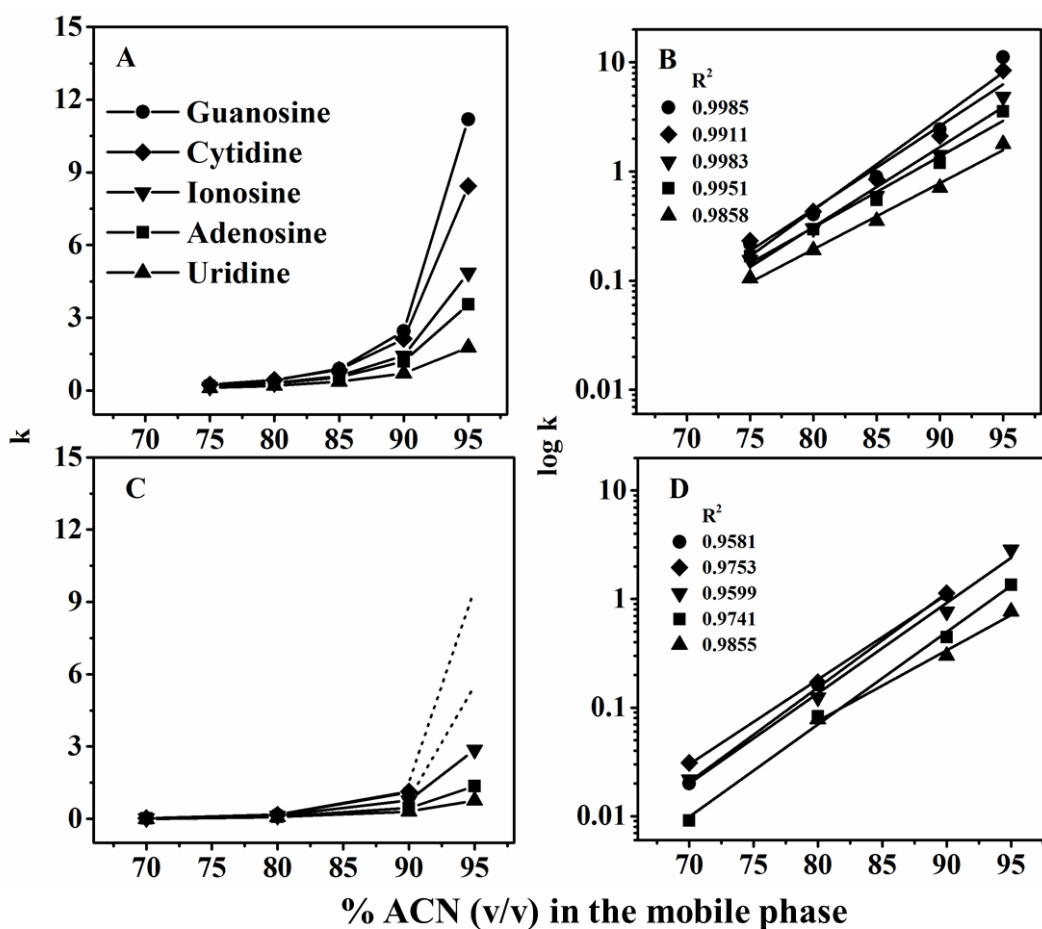 15
12
9
6
3
0
A
Guanosine
Cytidine
Ionosine
Adenosine
Uridine
70 75 80 85 90 95
10
1
0.1
0.01
B
R2
0.9985
0.9911
0.9983
0.9951
0.9858
70 75 80 85 90 95
k
log k
15
12
9
6
3
0
C
70 75 80 85 90 95
10
1
0.1
0.01
D
R2
0.9581
0.9753
0.9599
0.9741
0.9855
70 75 80 85 90 95
% ACN (v/v) in the mobile phase